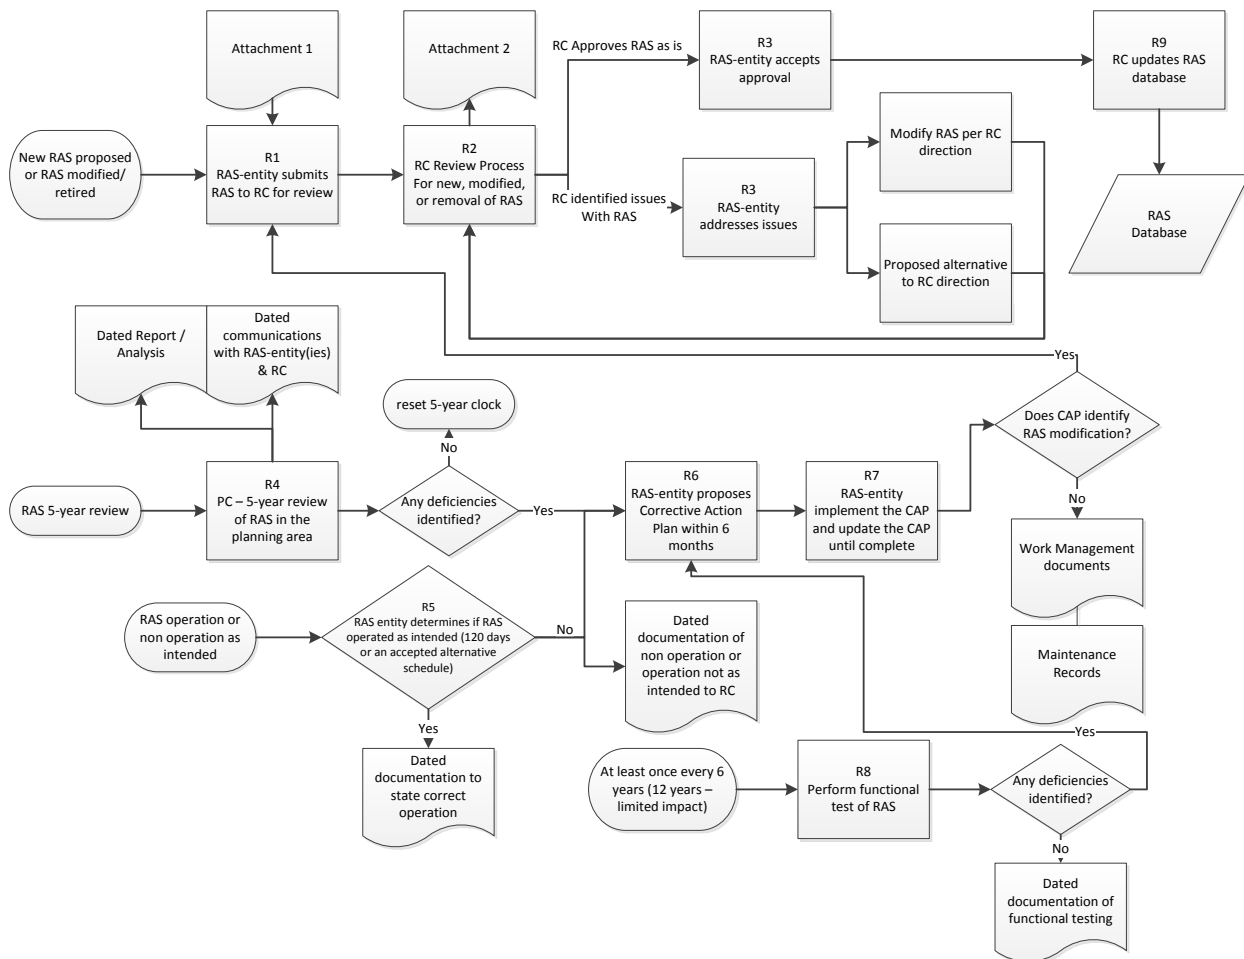 Attachment 1
Attachment 2
RC Approves RAS as is
R3
RAS-entity accepts
approval
R9
RC updates RAS
database
New RAS proposed
or RAS modified/
retired
R1
RAS-entity submits
RAS to RC for review
R2
RC Review Process
For new, modified,
or removal of RAS
RC identified issues
With RAS
R3
RAS-entity
addresses issues
Modify RAS per RC
direction
Proposed alternative
to RC direction
RAS
Database
Dated Report /
Analysis
Dated
communications
with RAS-entity(ies)
& RC
reset 5-year clock
No
Yes
Does CAP identify
RAS modification?
No
RAS 5-year review
R4
PC – 5-year review
of RAS in the
planning area
Any deficiencies
identified?
Yes
R6
RAS-entity proposes
Corrective Action
Plan within 6
months
R7
RAS-entity
implement the CAP
and update the CAP
until complete
Work Management
documents
Maintenance
Records
RAS operation or
non operation as
intended
R5
RAS entity determines if RAS
operated as intended (120 days
or an accepted alternative
schedule)
No
Yes
Dated
documentation of
non operation or
operation not as
intended to RC
Dated
documentation to
state correct
operation
At least once every 6
years (12 years –
limited impact)
R8
Perform functional
test of RAS
Any deficiencies
identified?
Yes
No
Dated
documentation of
functional testing